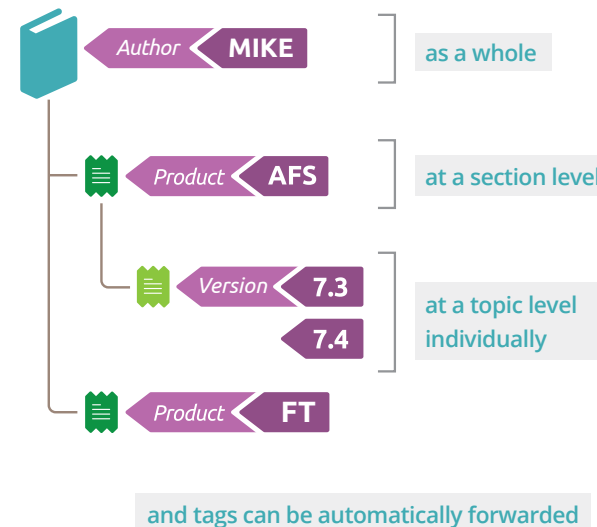 Author MIKE
as a whole
Product AFS
at a section level
Version 7.3
7.4
at a topic level
individually
Product FT
and tags can be automatically forwarded